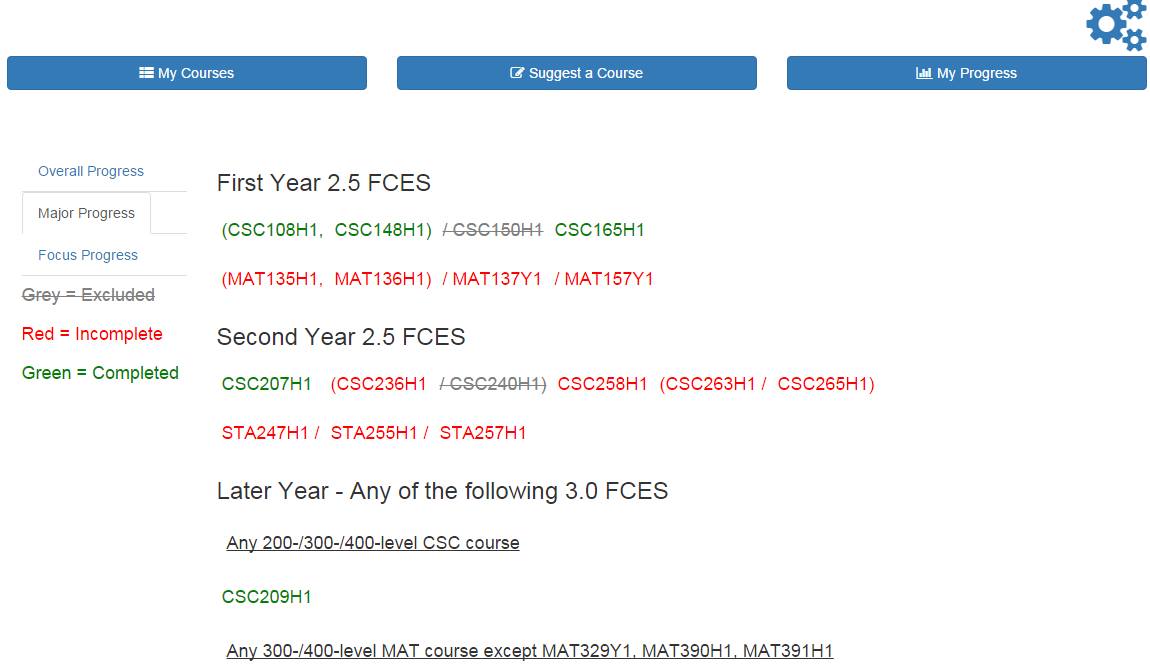 My Courses
Suggest a Course
My Progress
Overall Progress
Major Progress
Focus Progress
Grey = Excluded
Red = Incomplete
Green = Completed
First Year 2.5 FCES
(CSC108H1, CSC148H1) / CSC150H1 CSC165H1
(MAT135H1, MAT136H1) / MAT137Y1 / MAT157Y1
Second Year 2.5 FCES
CSC207H1 (CSC236H1 / CSC240H1) CSC258H1 (CSC263H1 / CSC265H1)
STA247H1 / STA255H1 / STA257H1
Later Year - Any of the following 3.0 FCES
Any 200-/300-/400-level CSC course
CSC209H1
Any 300-/400-level MAT course except MAT329Y1, MAT390H1, MAT391H1